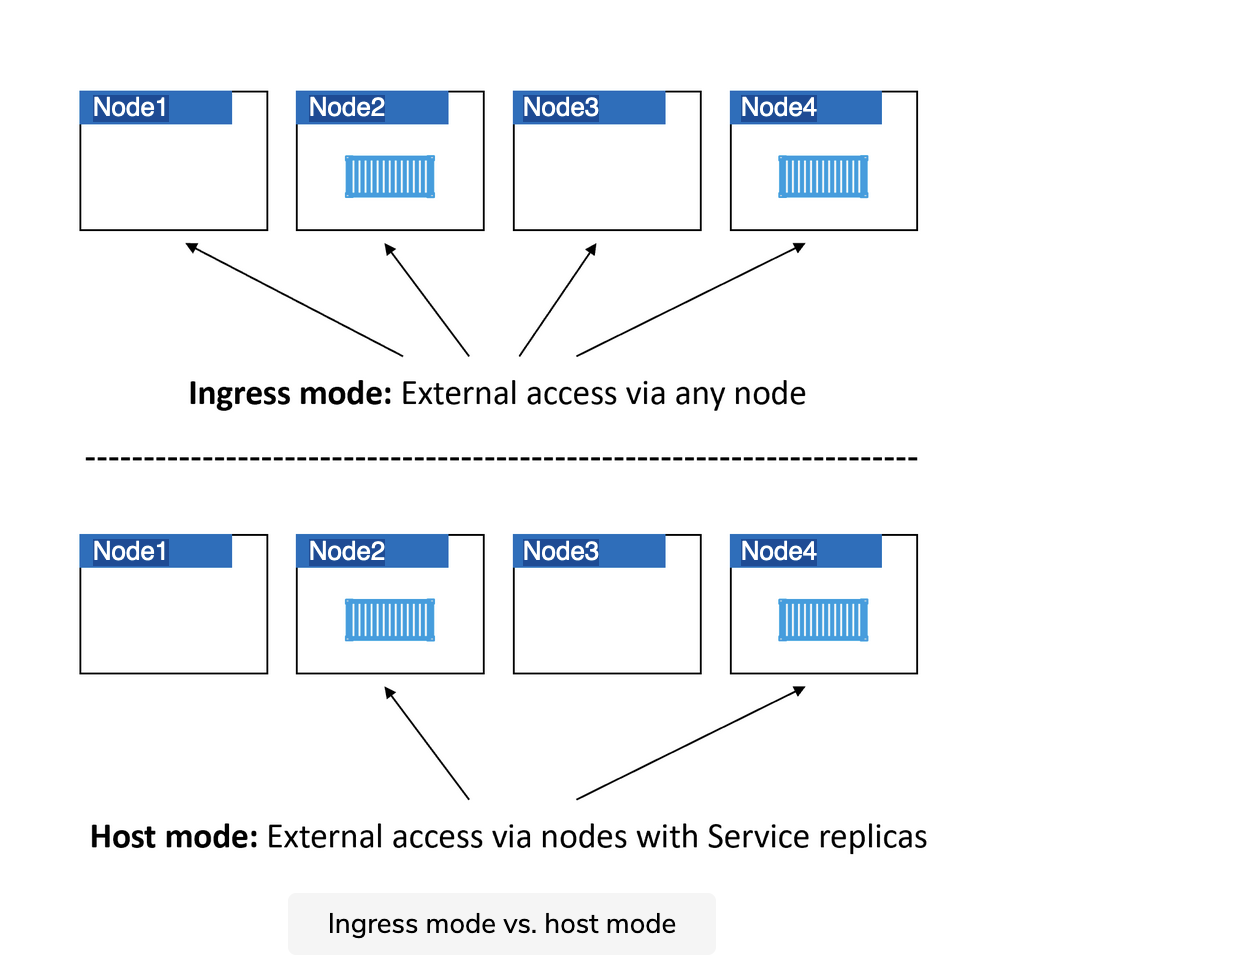 Node1 Node2 Node3 Node4
Ingress mode: External access via any node
Node1 Node2 Node3 Node4
Host mode: External access via nodes with Service replicas
Ingress mode vs. host mode